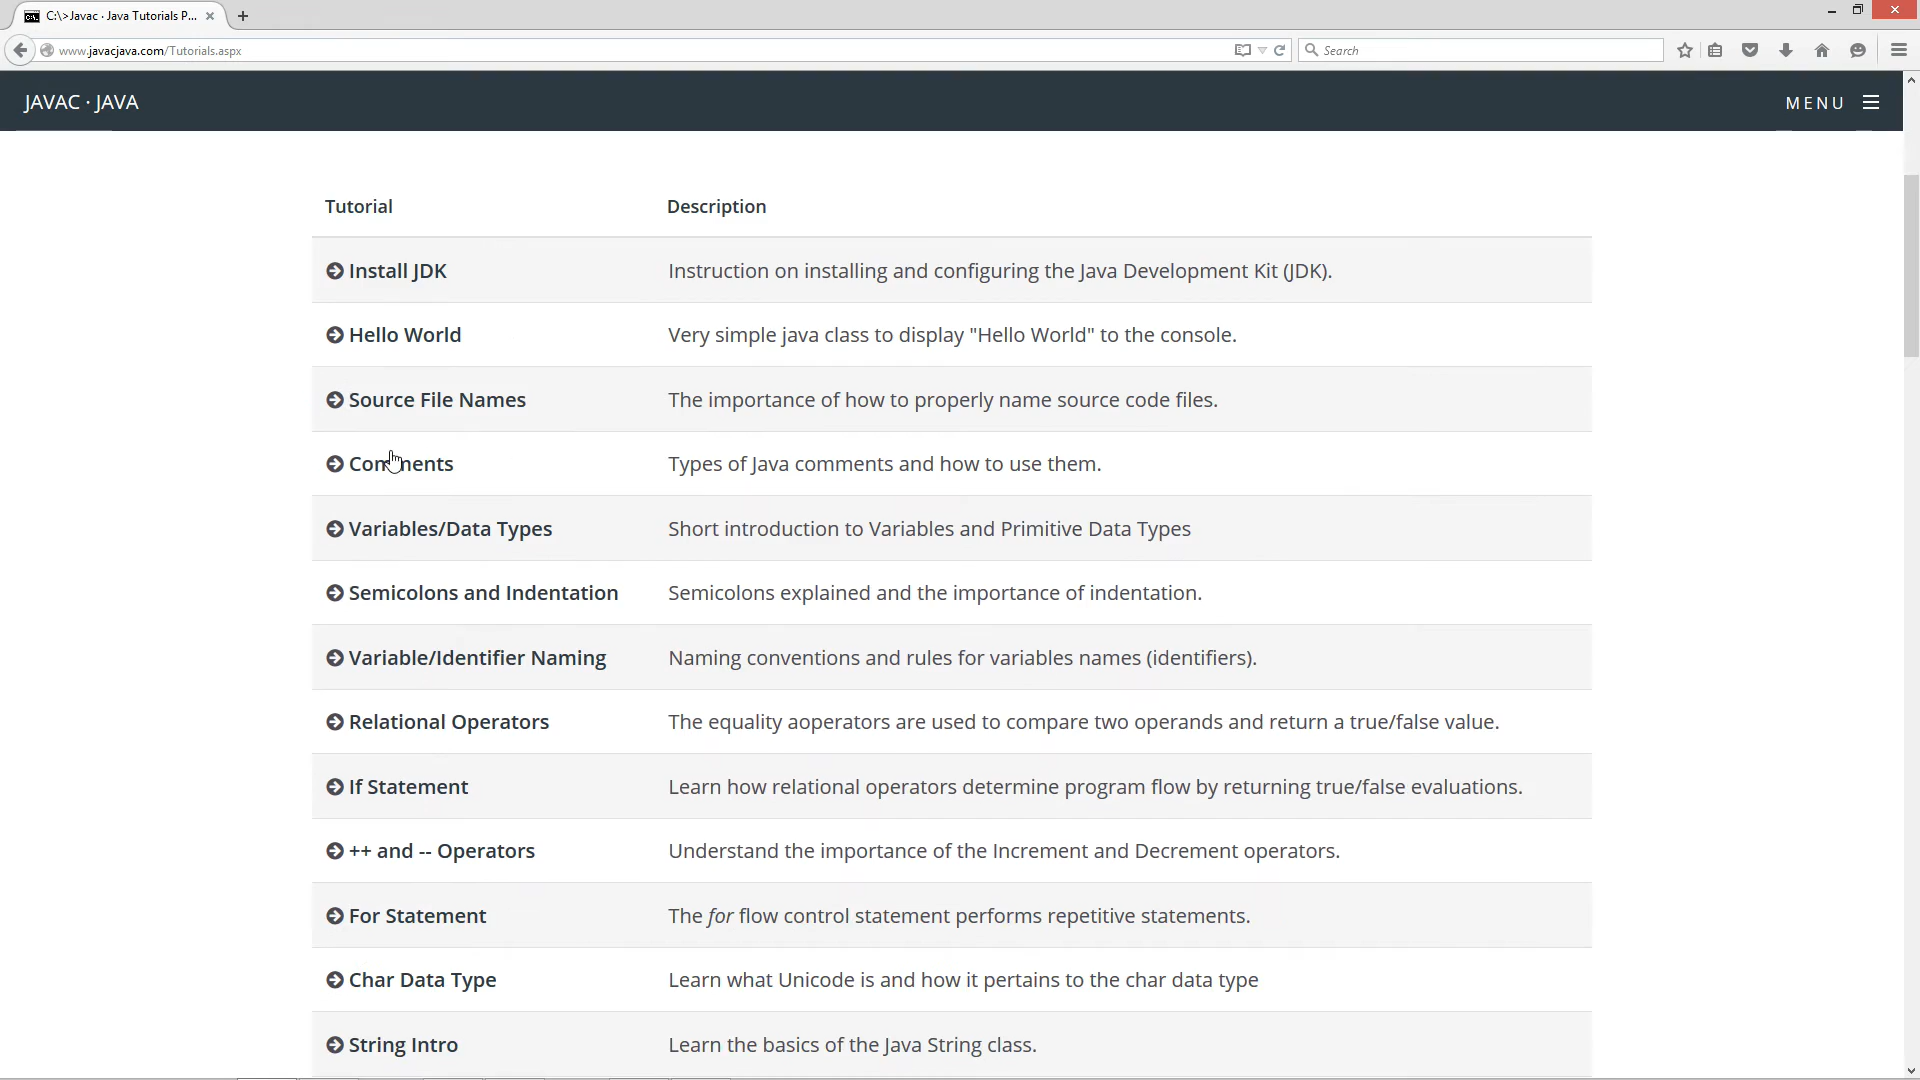 C:\>Javac · Java Tutorials P...
www.javacjava.com/Tutorials.aspx
Search
JAVAC · JAVA
MENU
Tutorial Description
Install JDK Instruction on installing and configuring the Java Development Kit (JDK).
Hello World Very simple java class to display "Hello World" to the console.
Source File Names The importance of how to properly name source code files.
Comments Types of Java comments and how to use them.
Variables/Data Types Short introduction to Variables and Primitive Data Types
Semicolons and Indentation Semicolons explained and the importance of indentation.
Variable/Identifier Naming Naming conventions and rules for variables names (identifiers).
Relational Operators The equality aoperators are used to compare two operands and return a true/false value.
If Statement Learn how relational operators determine program flow by returning true/false evaluations.
++ and -- Operators Understand the importance of the Increment and Decrement operators.
For Statement The for flow control statement performs repetitive statements.
Char Data Type Learn what Unicode is and how it pertains to the char data type
String Intro Learn the basics of the Java String class.